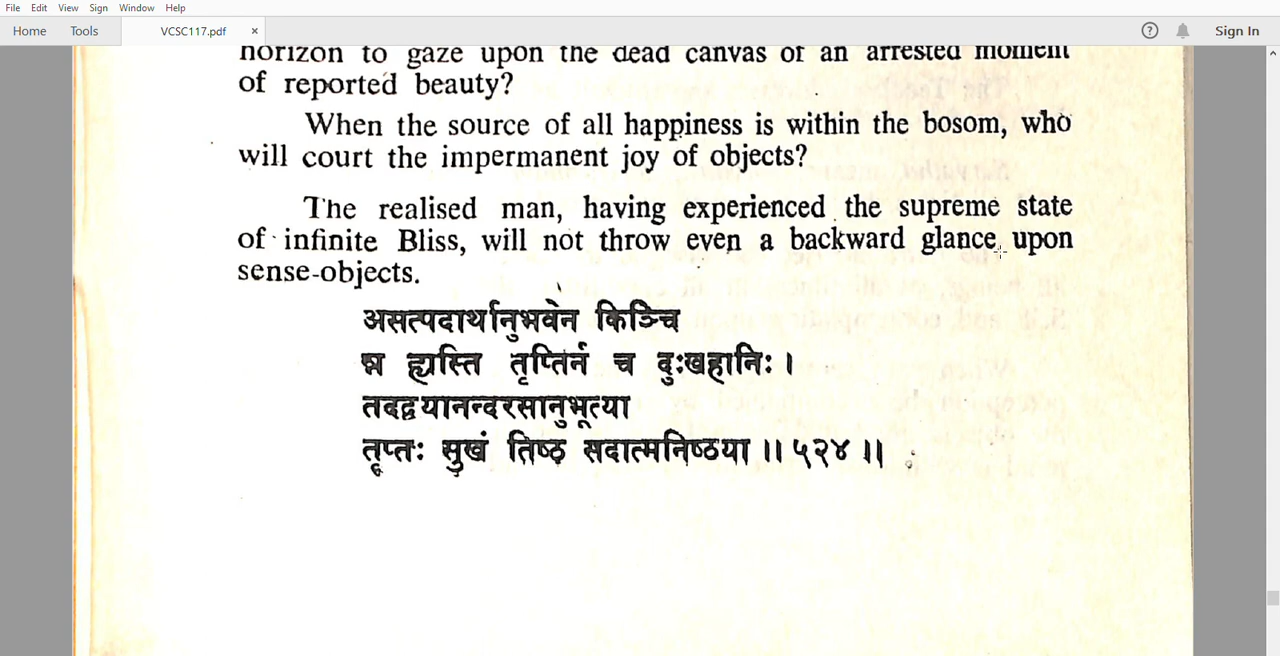 File Edit View Sign Window Help
Home Tools VCSC117.pdf × Sign In
horizon to gaze upon the dead canvas of an arrested moment
of reported beauty?
When the source of all happiness is within the bosom, who
will court the impermanent joy of objects?
The realised man, having experienced the supreme state
of infinite Bliss, will not throw even a backward glance upon
sense-objects.
असत्पदार्थानुभवेन किञ्चि
न्न ह्यस्ति तृप्तिर्न च दुःखहानिः ।
तदद्वयानन्दरसानुभूत्या
तृप्तः सुखं तिष्ठ सदात्मनिष्ठया ॥ ५२४ ॥